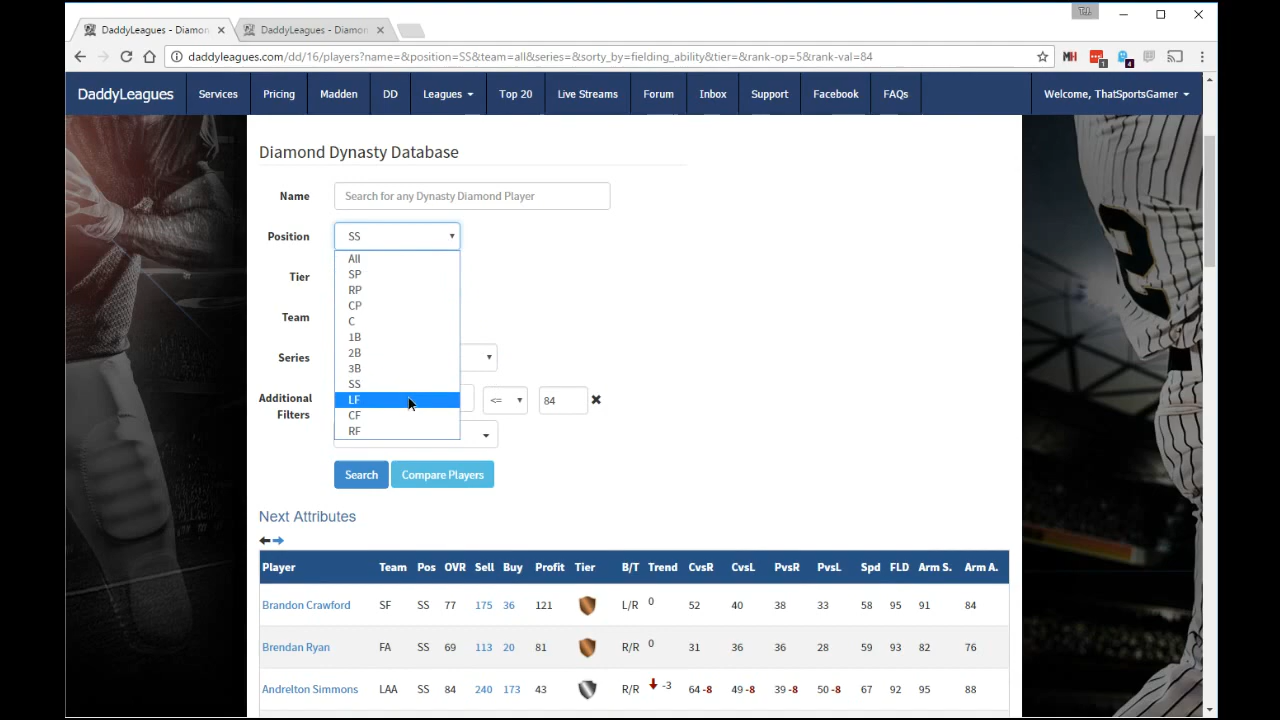 DaddyLeagues - Diamon
DaddyLeagues - Diamon
daddyleagues.com/dd/16/players?name=&position=SS&team=all&series=&sorty_by=fielding_ability&tier=&rank-op=5&rank-val=84
DaddyLeagues Services Pricing Madden DD Leagues Top 20 Live Streams Forum Inbox Support Facebook FAQs Welcome, ThatSportsGamer
Diamond Dynasty Database
Name Search for any Dynasty Diamond Player
Position SS
All
SP
Tier
RP
CP
Team
C
1B
2B
Series
3B
SS
Additional Filters
LF
<= 84
CF
RF
Search Compare Players
Next Attributes
Player Team Pos OVR Sell Buy Profit Tier B/T Trend CvsR CvsL PvsR PvsL Spd FLD Arm S. Arm A.
Brandon Crawford SF SS 77 175 36 121 L/R 0 52 40 38 33 58 95 91 84
Brendan Ryan FA SS 69 113 20 81 R/R 0 31 36 36 28 59 93 82 76
Andrelton Simmons LAA SS 84 240 173 43 R/R -3 64 -8 49 -8 39 -8 50 -8 67 92 95 88
2